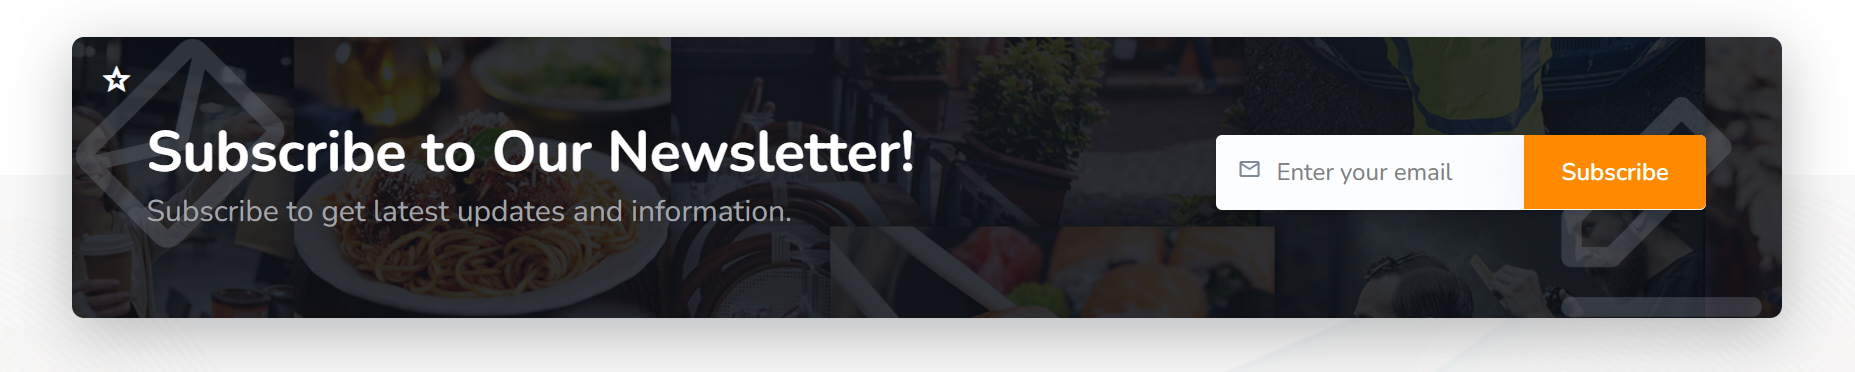 Subscribe to Our Newsletter!
Subscribe to get latest updates and information.
Enter your email
Subscribe